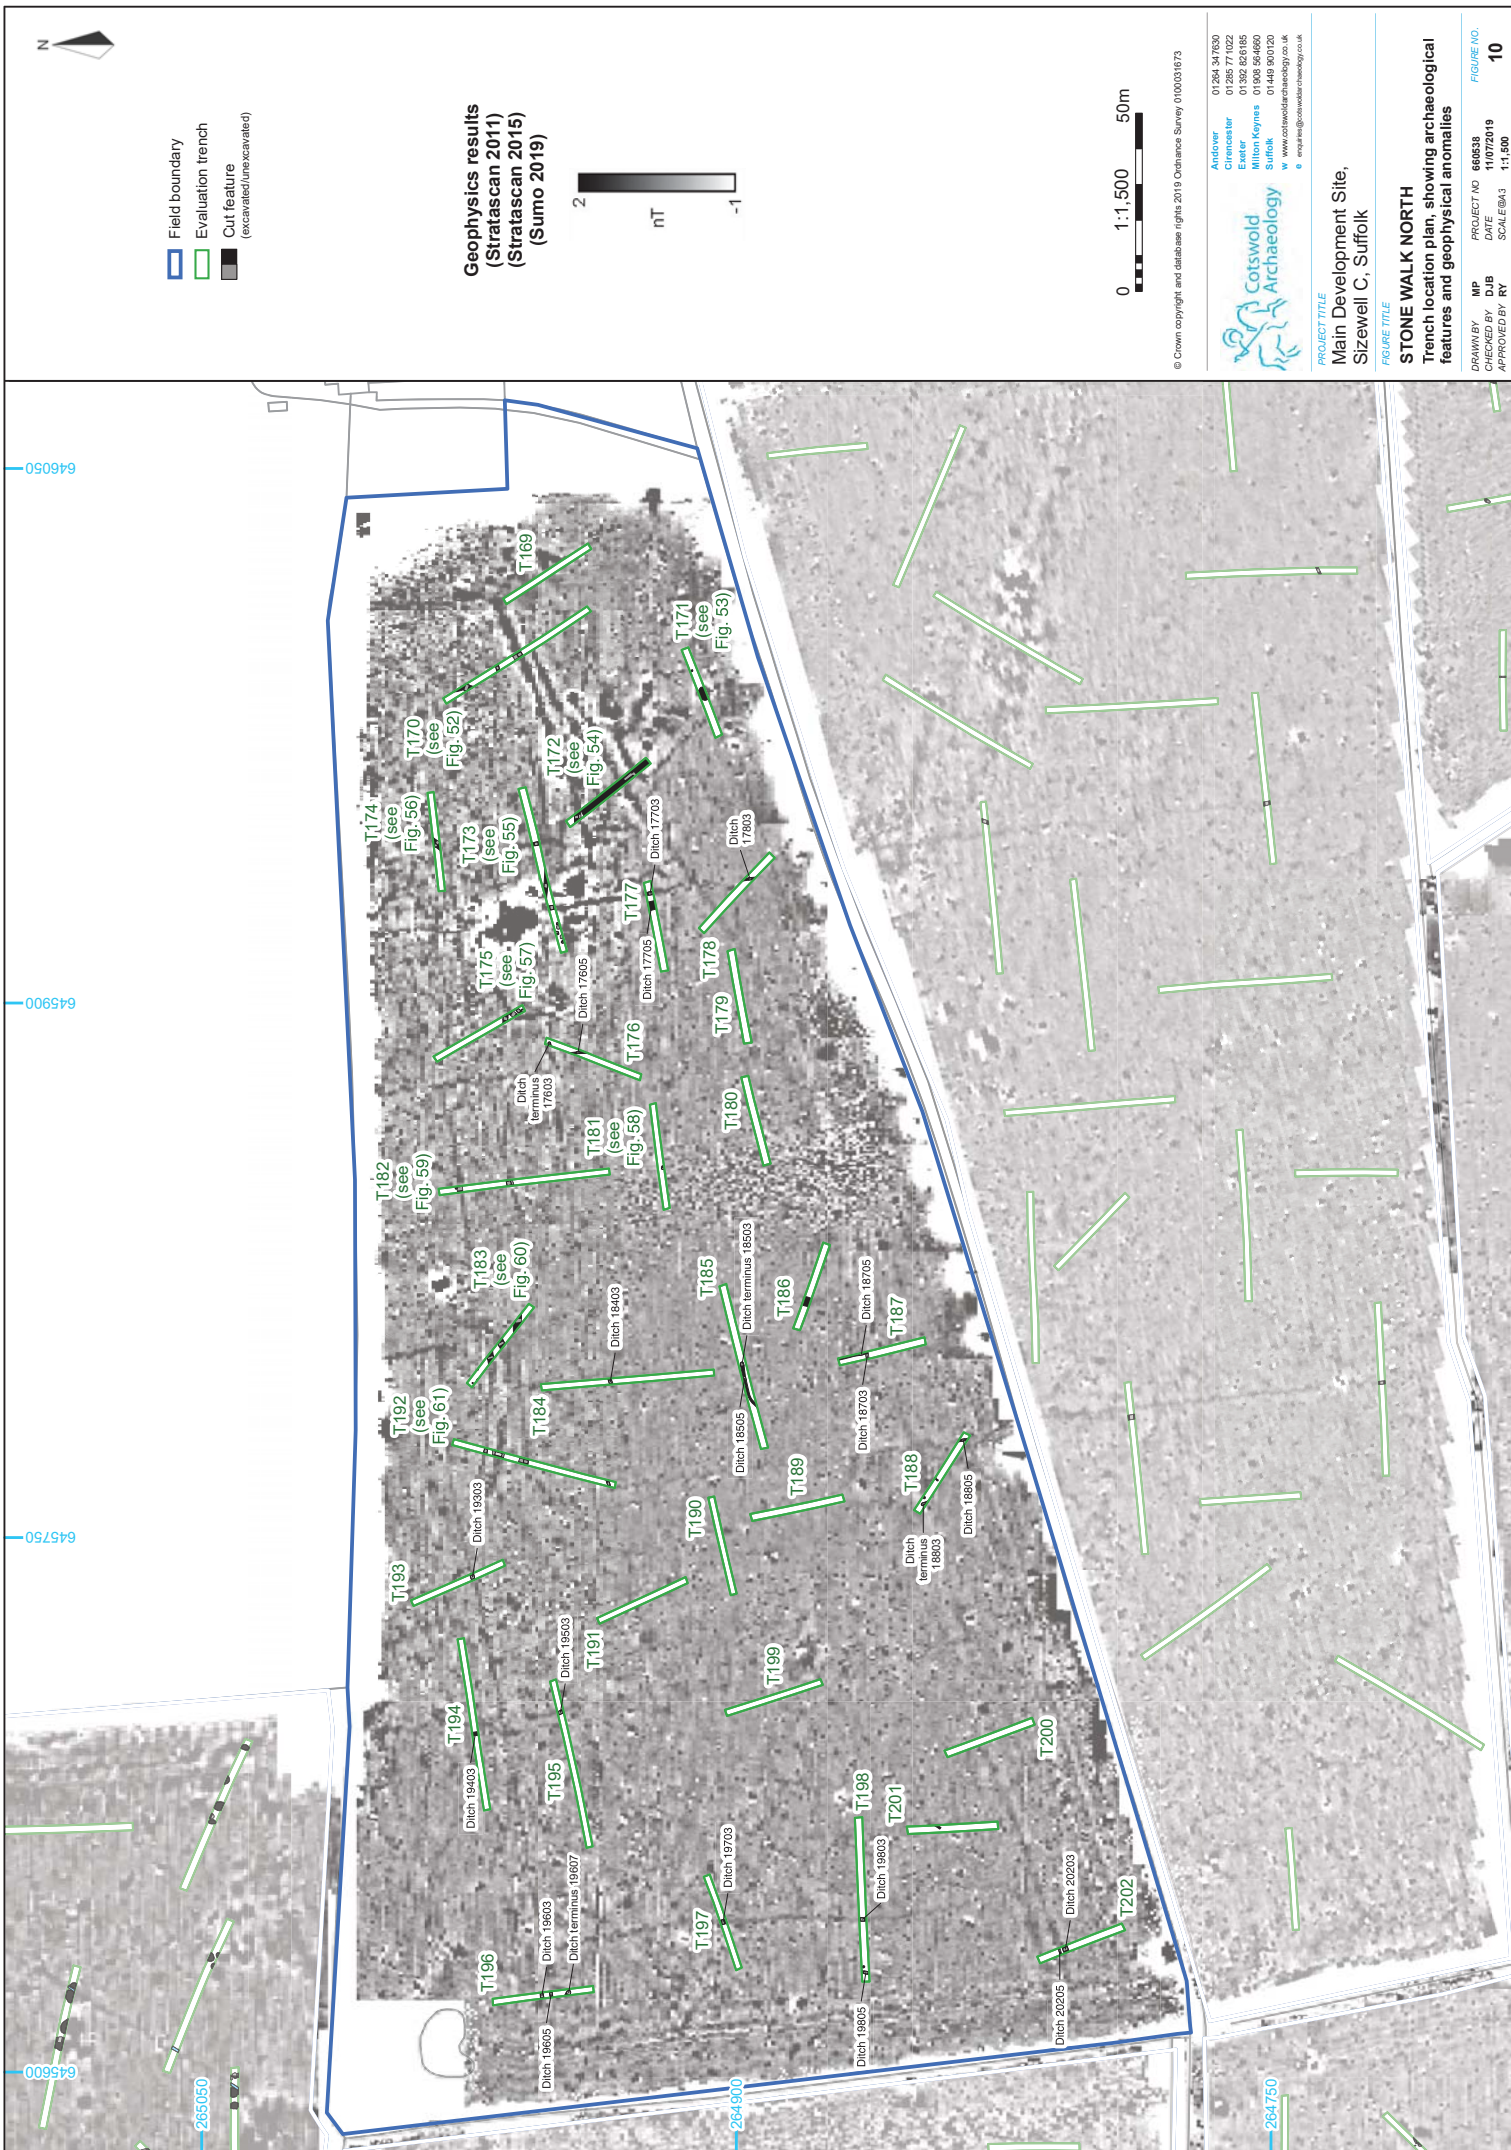 N
Field boundary
Evaluation trench
Cut feature
(excavated/unexcavated)
Geophysics results
(Stratascan 2011)
(Stratascan 2015)
(Sumo 2019)
2
nT
-1
0
1:1,500
50m
© Crown copyright and database rights 2019 Ordnance Survey 0100031673
Cotswold
Archaeology
Andover 01264 347630
Cirencester 01285 771022
Exeter 01392 826185
Milton Keynes 01908 564660
Suffolk 01449 900120
w www.cotswoldarchaeology.co.uk
e enquiries@cotswoldarchaeology.co.uk
PROJECT TITLE
Main Development Site,
Sizewell C, Suffolk
FIGURE TITLE
STONE WALK NORTH
Trench location plan, showing archaeological
features and geophysical anomalies
DRAWN BY MP
CHECKED BY DJB
APPROVED BY RY
PROJECT NO 660538
DATE 11/07/2019
SCALE@A3 1:1,500
FIGURE NO.
10
646050
645900
645750
645600
265050
264900
264750
T169
T170
(see
Fig. 52)
T171
(see
Fig. 53)
T172
(see
Fig. 54)
T173
(see
Fig. 55)
T174
(see
Fig. 56)
T175
(see
Fig. 57)
T176
Ditch
terminus
17603
Ditch 17605
T177
Ditch 17703
Ditch 17705
T178
Ditch
17803
T179
T180
T181
(see
Fig. 58)
T182
(see
Fig. 59)
T183
(see
Fig. 60)
T184
Ditch 18403
T185
Ditch terminus 18503
Ditch 18505
T186
T187
Ditch 18705
Ditch 18703
T188
Ditch
terminus
18803
Ditch 18805
T189
T190
T191
T192
(see
Fig. 61)
T193
Ditch 19303
T194
Ditch 19403
T195
Ditch 19503
T196
Ditch 19603
Ditch terminus 19607
Ditch 19605
T197
Ditch 19703
T198
Ditch 19803
Ditch 19805
T199
T200
T201
T202
Ditch 20203
Ditch 20205